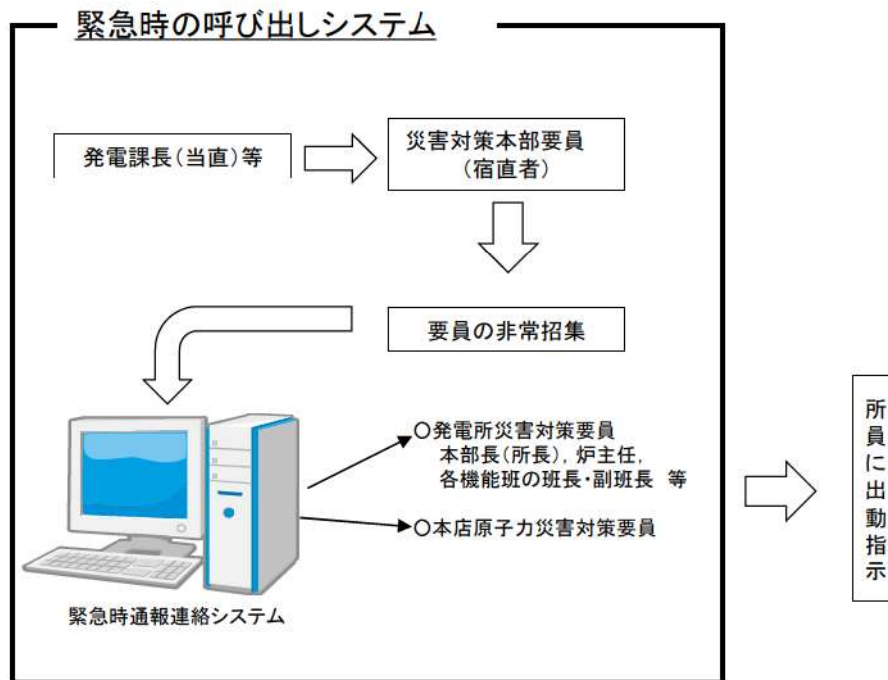 緊急時の呼び出しシステム
発電課長(当直)等
災害対策本部要員
(宿直者)
要員の非常招集
〇発電所災害対策要員
本部長(所長),炉主任,
各機能班の班長・副班長 等
〇本店原子力災害対策要員
緊急時通報連絡システム
所員に出動指示